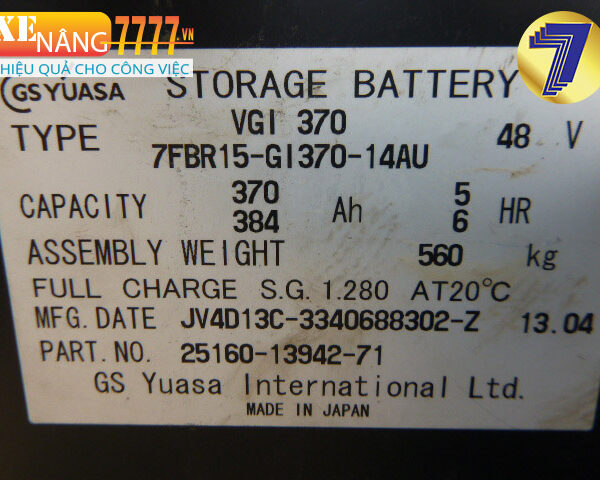 XE
NÂNG7777.VN
HIỆU QUẢ CHO CÔNG VIỆC
7
GS YUASA STORAGE BATTERY
TYPE VGI 370 48 V
7FBR15-GI370-14AU
CAPACITY 370 Ah 5 HR
384 6
ASSEMBLY WEIGHT 560 kg
FULL CHARGE S.G. 1.280 AT20℃
MFG. DATE JV4D13C-3340688302-Z 13.04
PART. NO. 25160-13942-71
GS Yuasa International Ltd.
MADE IN JAPAN